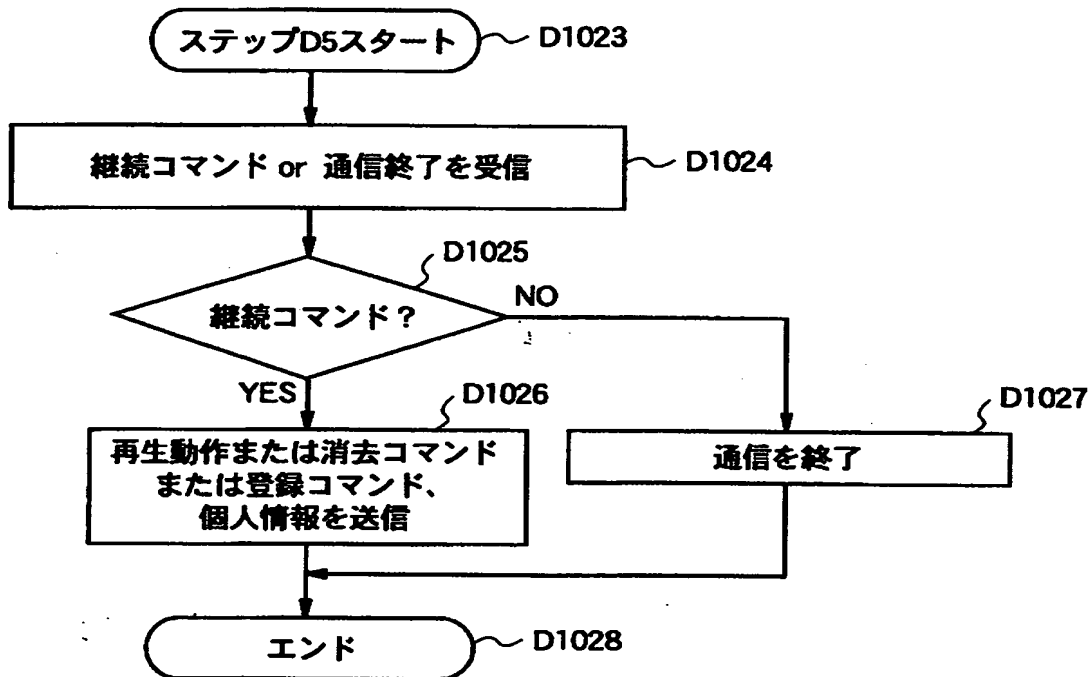 ステップD5スタート
D1023
継続コマンド or 通信終了を受信
D1024
D1025
継続コマンド？
NO
YES
D1026
再生動作または消去コマンド
または登録コマンド、
個人情報を送信
D1027
通信を終了
エンド
D1028